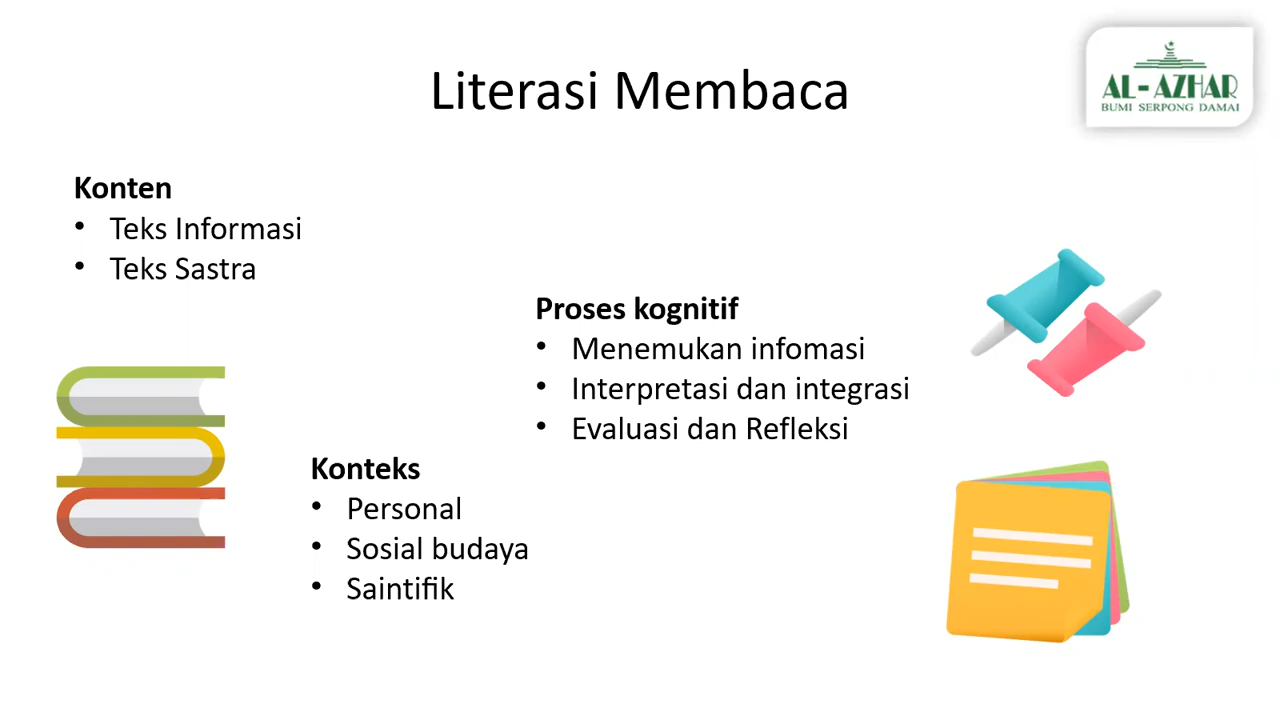 Literasi Membaca
AL-AZHAR
BUMI SERPONG DAMAI
Konten
• Teks Informasi
• Teks Sastra
Proses kognitif
• Menemukan infomasi
• Interpretasi dan integrasi
• Evaluasi dan Refleksi
Konteks
• Personal
• Sosial budaya
• Saintifik